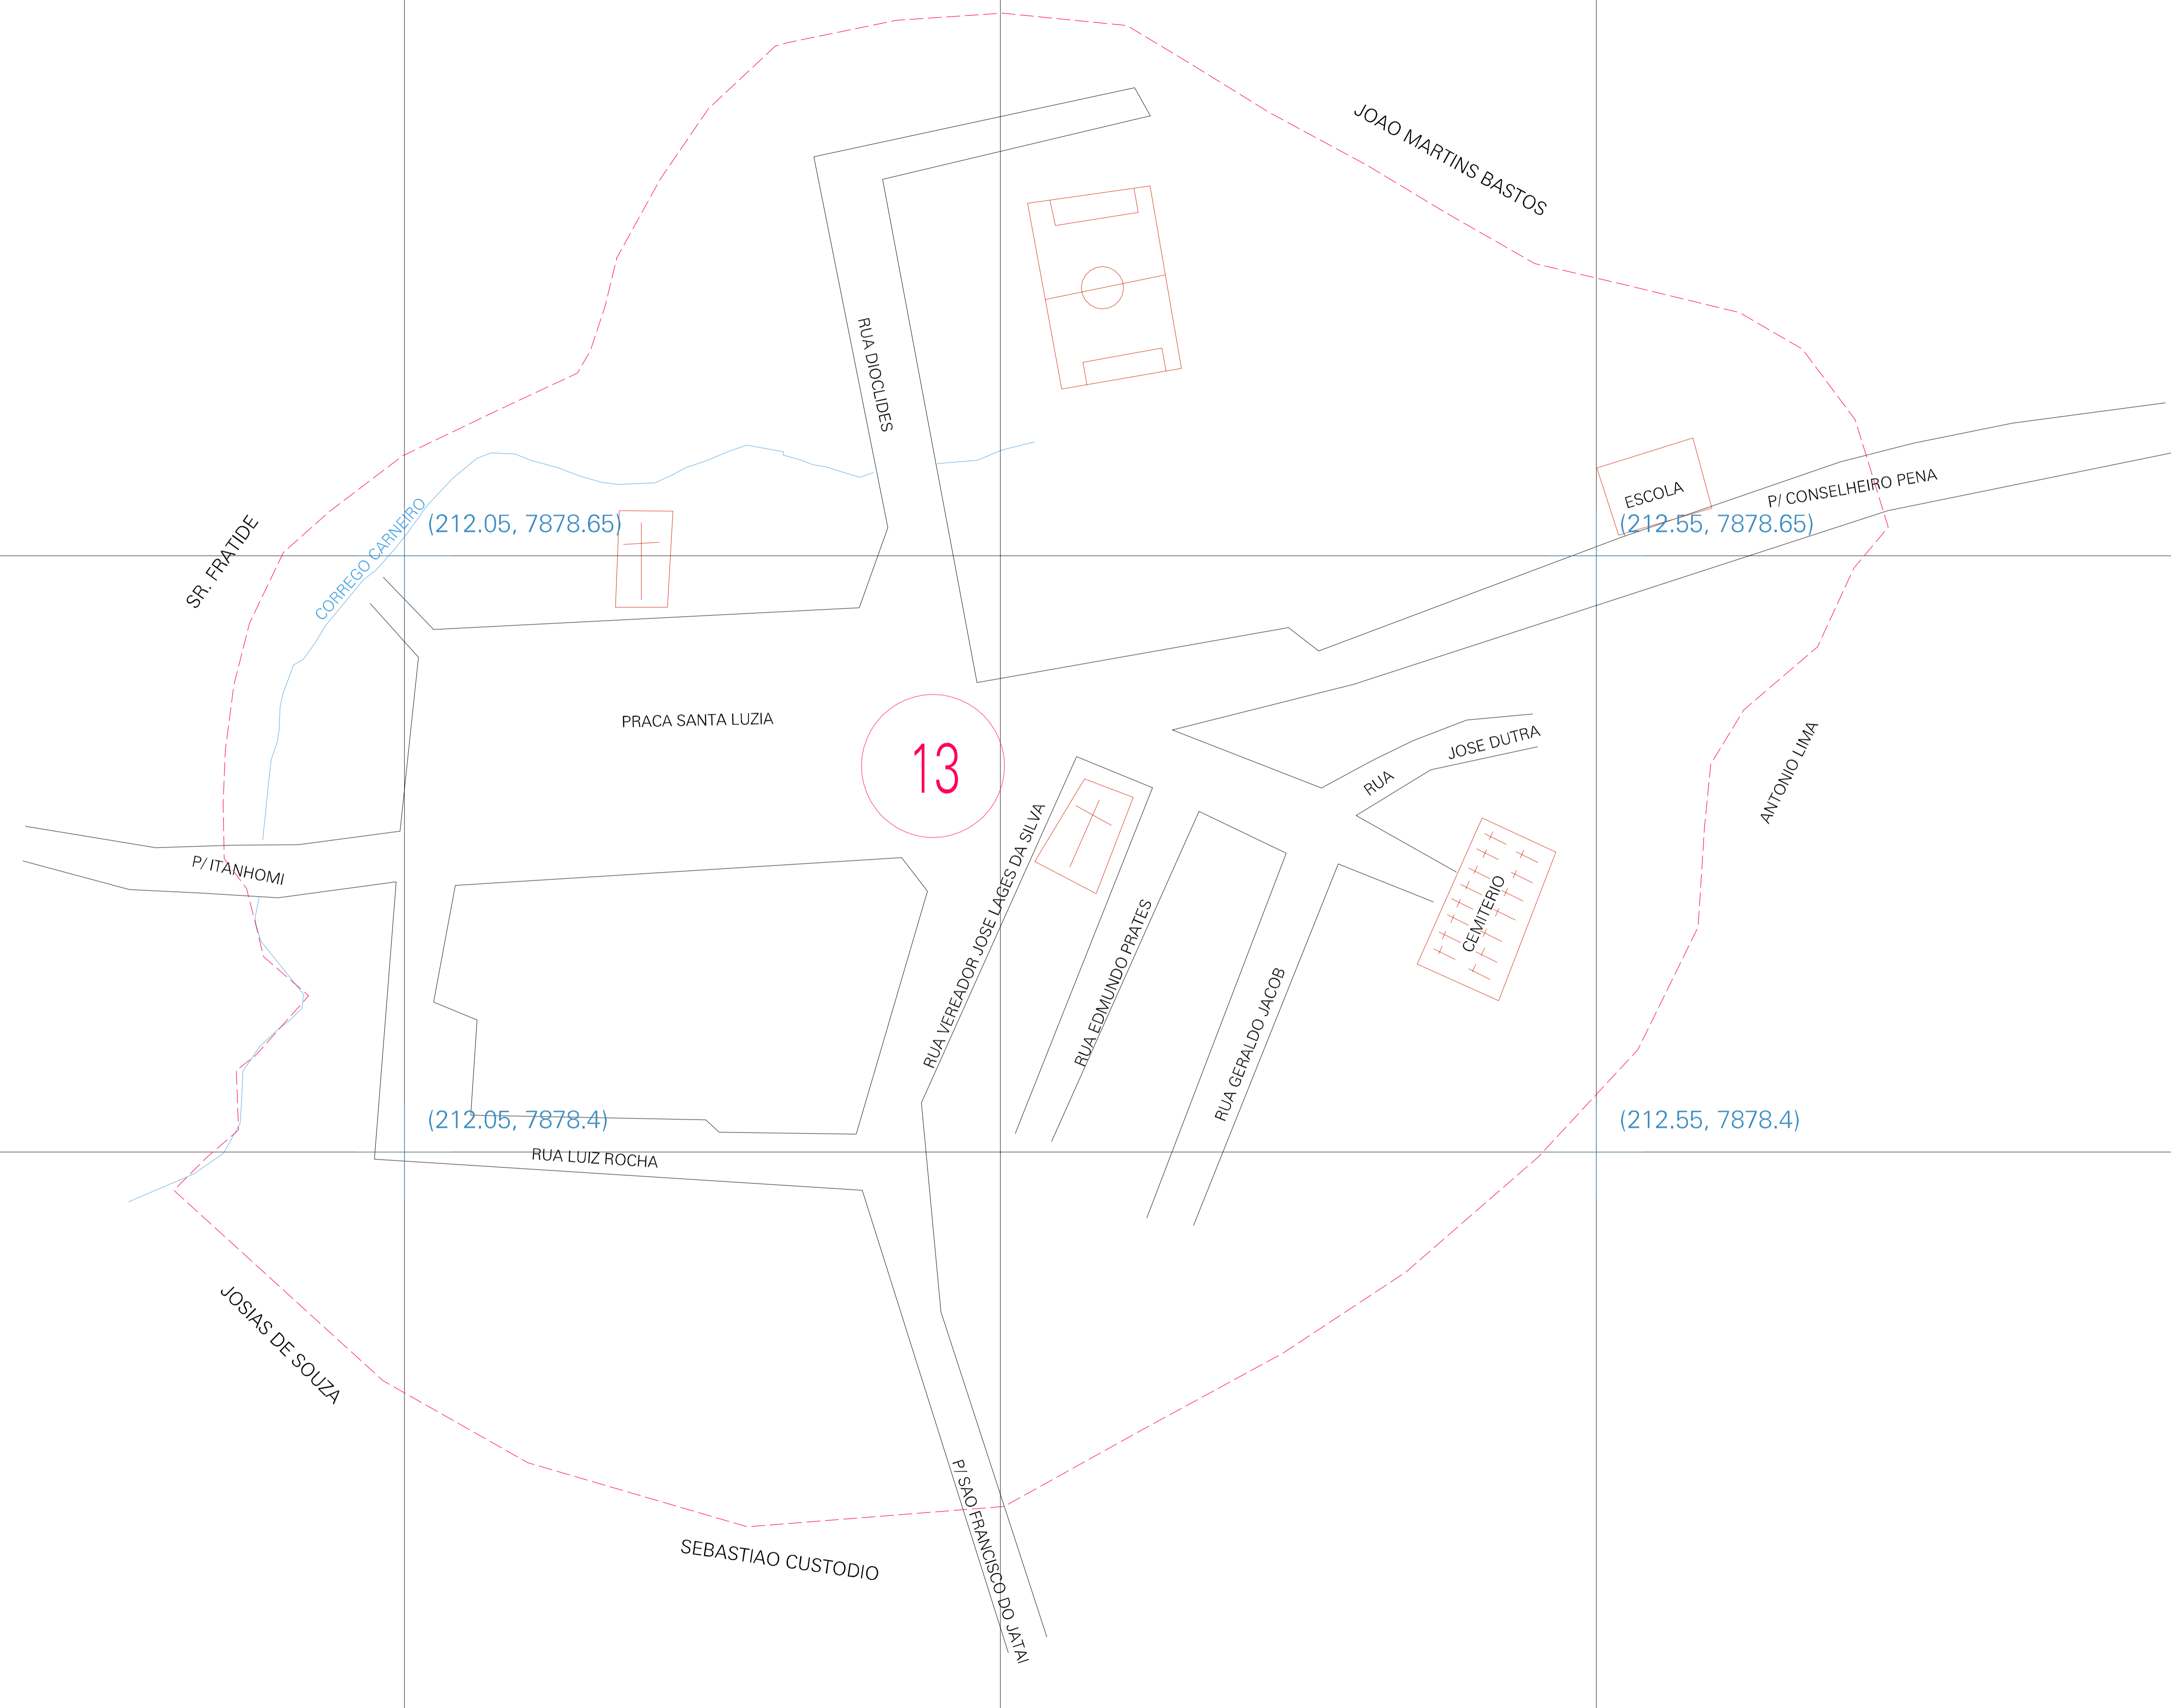 JOAO MARTINS BASTOS
RUA DIOCLIDES
ESCOLA
P/ CONSELHEIRO PENA
SR. FRATIDE
CORREGO CARNEIRO
(212.05, 7878.65)
(212.55, 7878.65)
PRACA SANTA LUZIA
13
RUA JOSE DUTRA
ANTONIO LIMA
P/ ITANHOMI
RUA VEREADOR JOSE LAGES DA SILVA
RUA EDMUNDO PRATES
RUA GERALDO JACOB
CEMITERIO
(212.05, 7878.4)
(212.55, 7878.4)
RUA LUIZ ROCHA
JOSIAS DE SOUZA
SEBASTIAO CUSTODIO
P/ SAO FRANCISCO DO JATAI